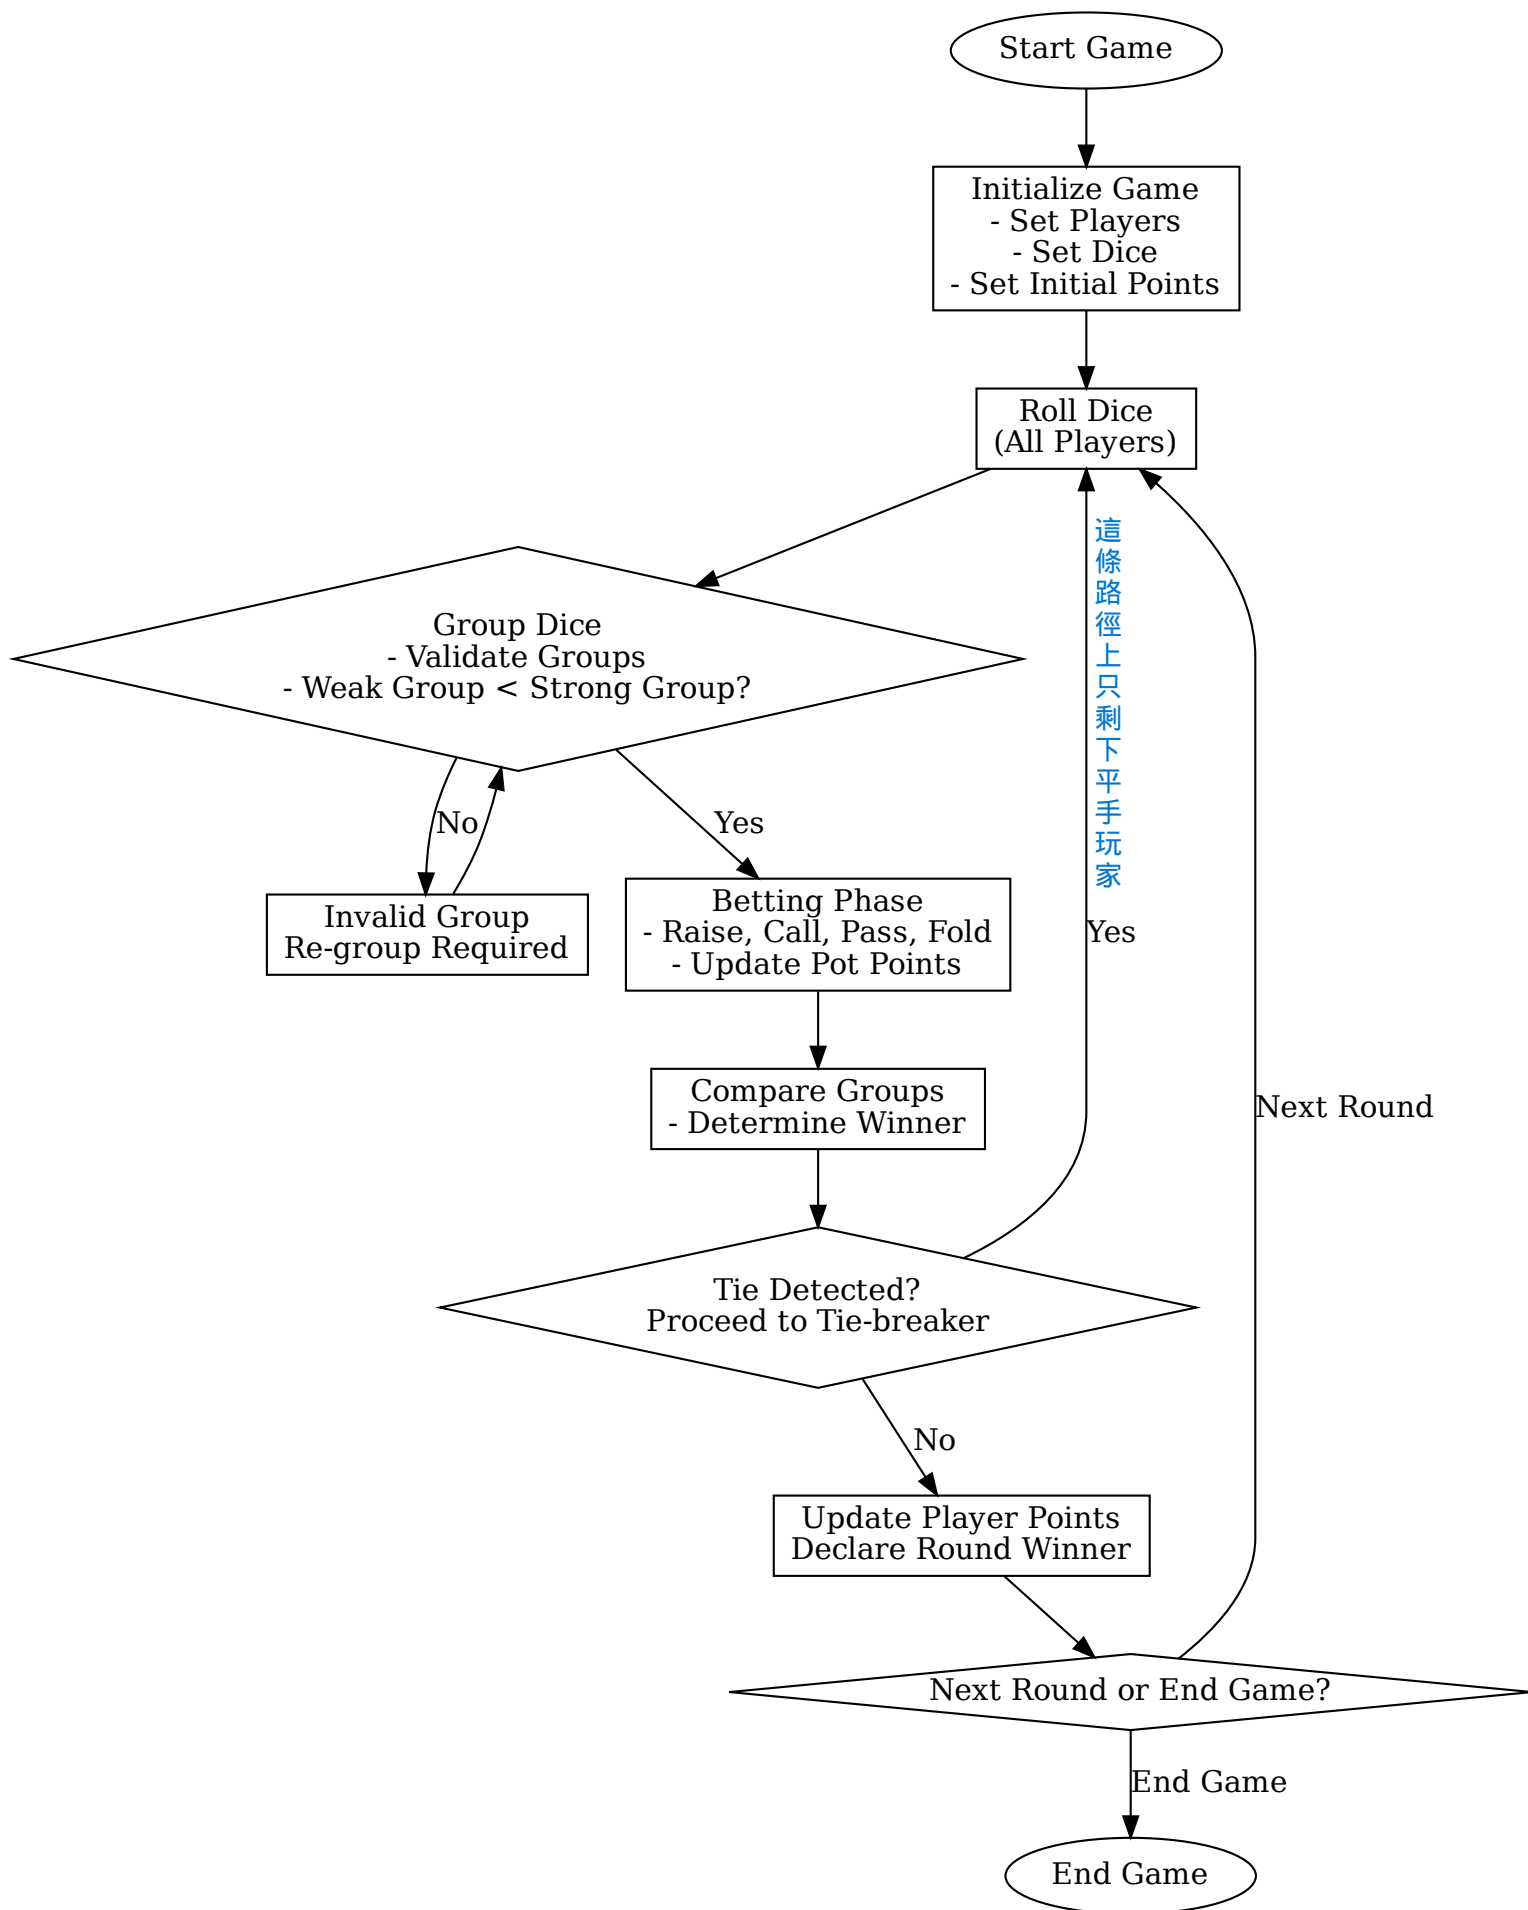 Start Game
Initialize Game
- Set Players
- Set Dice
- Set Initial Points
Roll Dice
(All Players)
這條路徑上只剩下平手玩家
Group Dice
- Validate Groups
- Weak Group < Strong Group?
No
Yes
Invalid Group
Re-group Required
Betting Phase
- Raise, Call, Pass, Fold
- Update Pot Points
Yes
Compare Groups
- Determine Winner
Next Round
Tie Detected?
Proceed to Tie-breaker
No
Update Player Points
Declare Round Winner
Next Round or End Game?
End Game
End Game